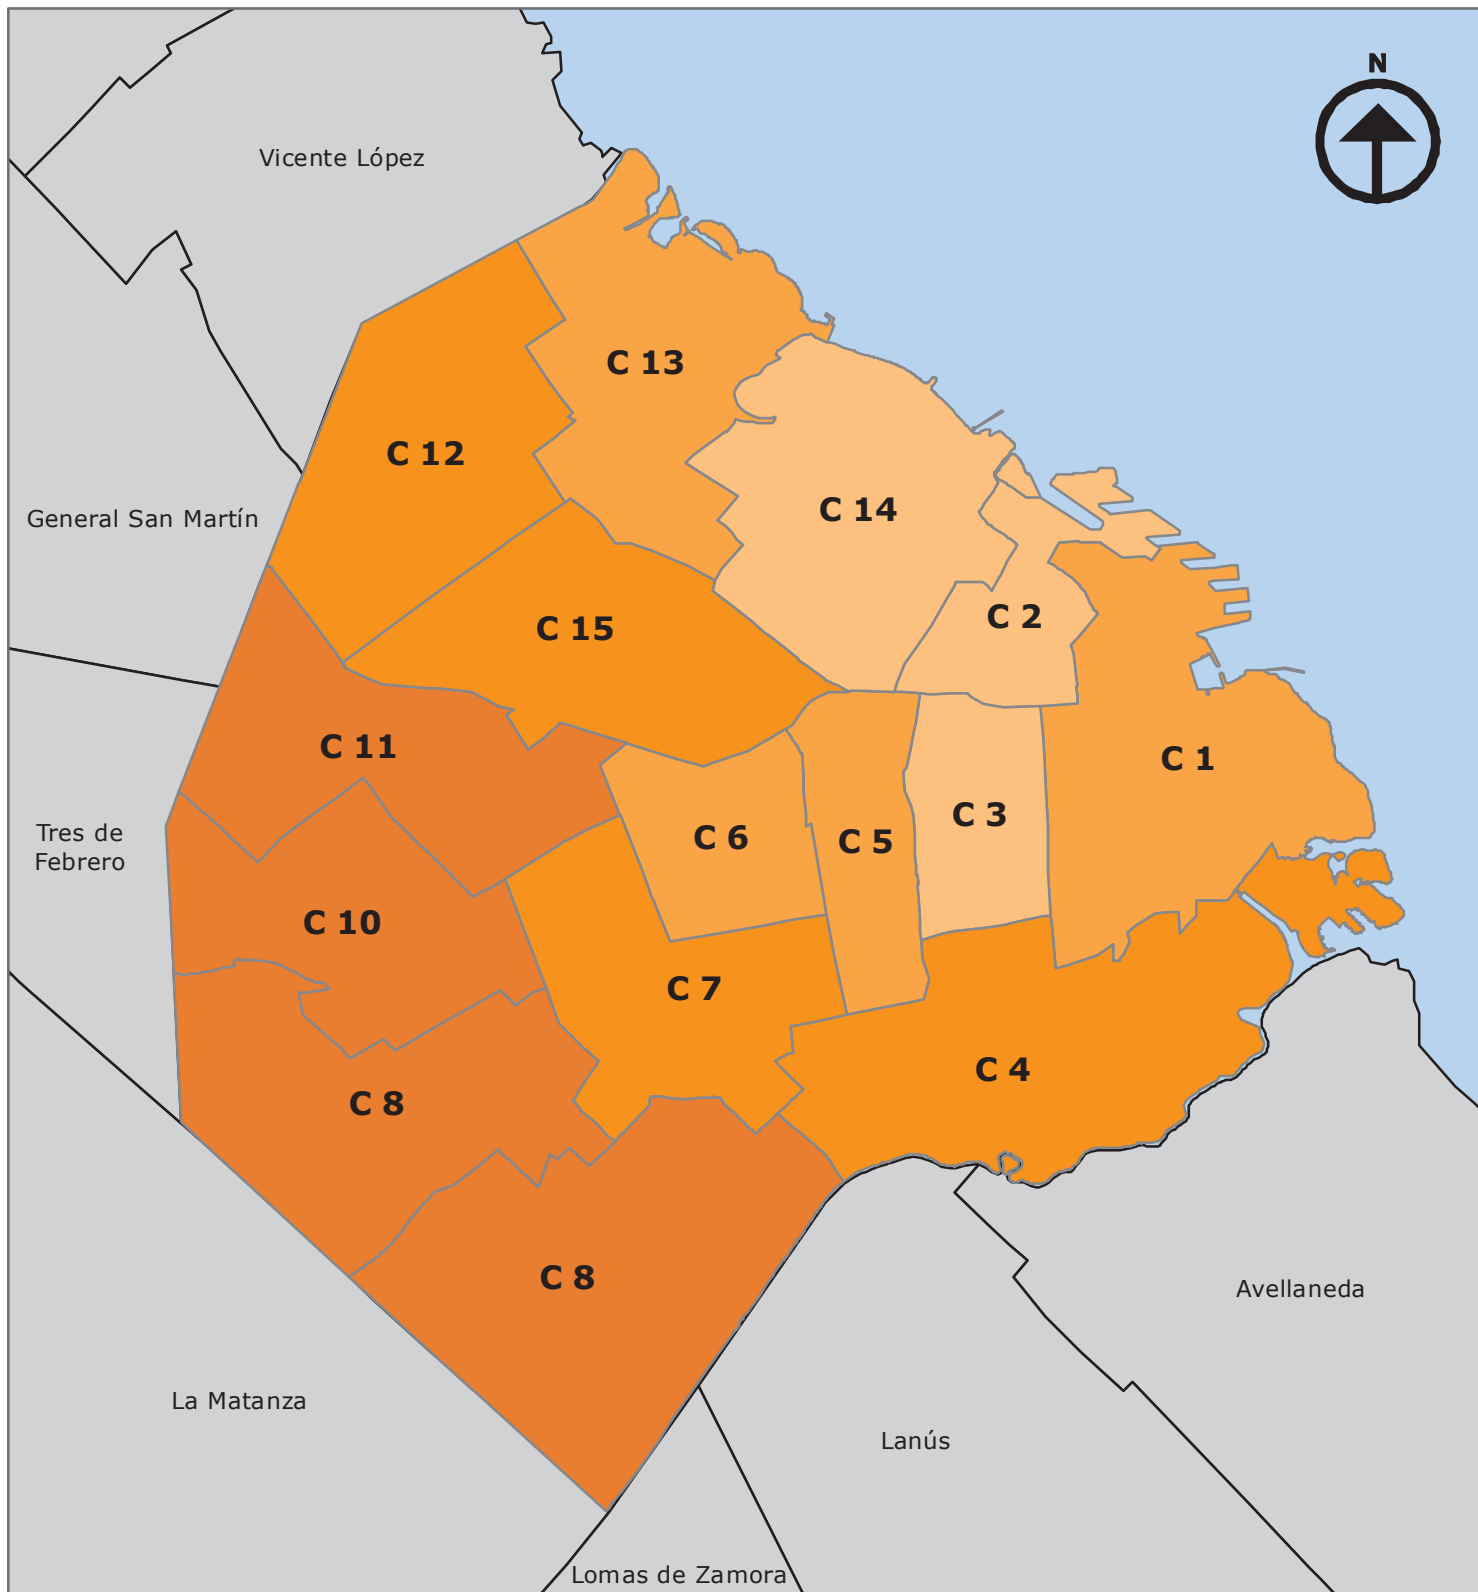 N
Vicente López
C 13
C 12
C 14
General San Martín
C 2
C 15
C 11
C 1
C 3
Tres de
Febrero
C 6
C 5
C 10
C 7
C 4
C 8
C 8
Avellaneda
La Matanza
Lanús
Lomas de Zamora